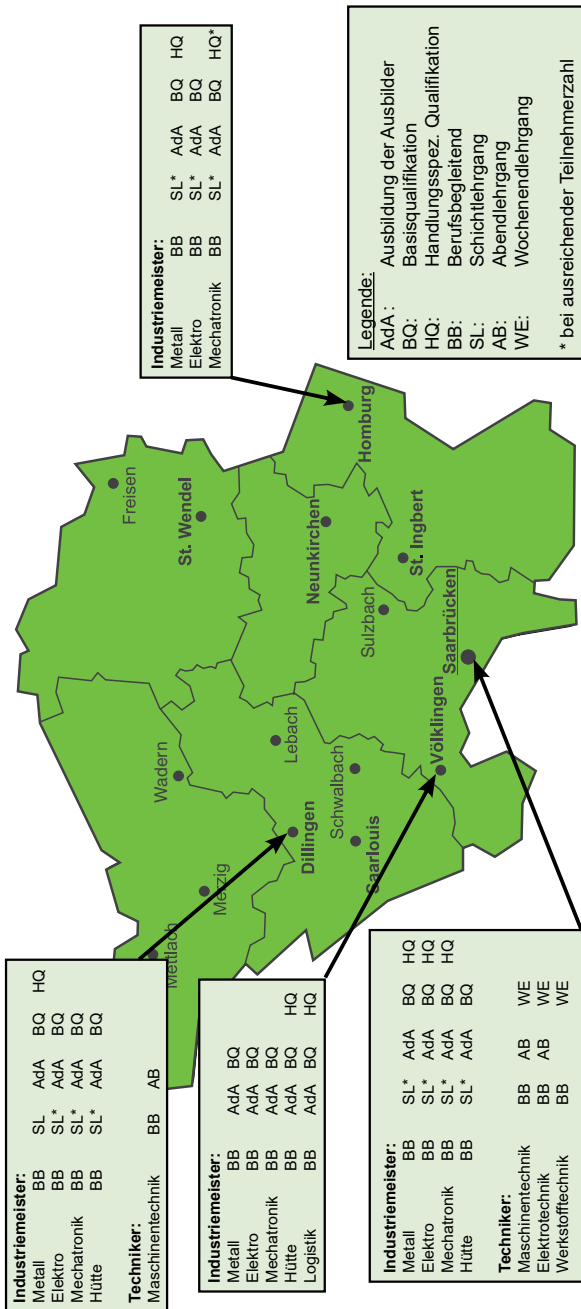 Industriemeister:
Metall BB SL AdA BQ HQ
Elektro BB SL* AdA BQ
Mechatronik BB SL* AdA BQ
Hütte BB SL* AdA BQ
Techniker:
Maschinentechnik BB AB
Industriemeister:
Metall BB AdA BQ
Elektro BB AdA BQ
Mechatronik BB AdA BQ
Hütte BB AdA BQ HQ
Logistik BB AdA BQ HQ
Industriemeister:
Metall BB SL* AdA BQ HQ
Elektro BB SL* AdA BQ HQ
Mechatronik BB SL* AdA BQ HQ
Hütte BB SL* AdA BQ
Techniker:
Maschinentechnik BB AB WE
Elektrotechnik BB AB WE
Werkstofftechnik BB WE
Mettlach
Merzig
Wadern
Dillingen
Lebach
Saarlouis
Schwalbach
Völklingen
Saarbrücken
Sulzbach
St. Ingbert
Neunkirchen
St. Wendel
Freisen
Homburg
Industriemeister:
Metall BB SL* AdA BQ HQ
Elektro BB SL* AdA BQ
Mechatronik BB SL* AdA BQ HQ*
Legende:
AdA : Ausbildung der Ausbilder
BQ: Basisqualifikation
HQ: Handlungsspez. Qualifikation
BB: Berufsbegleitend
SL: Schichtlehrgang
AB: Abendlehrgang
WE: Wochenendlehrgang
* bei ausreichender Teilnehmerzahl